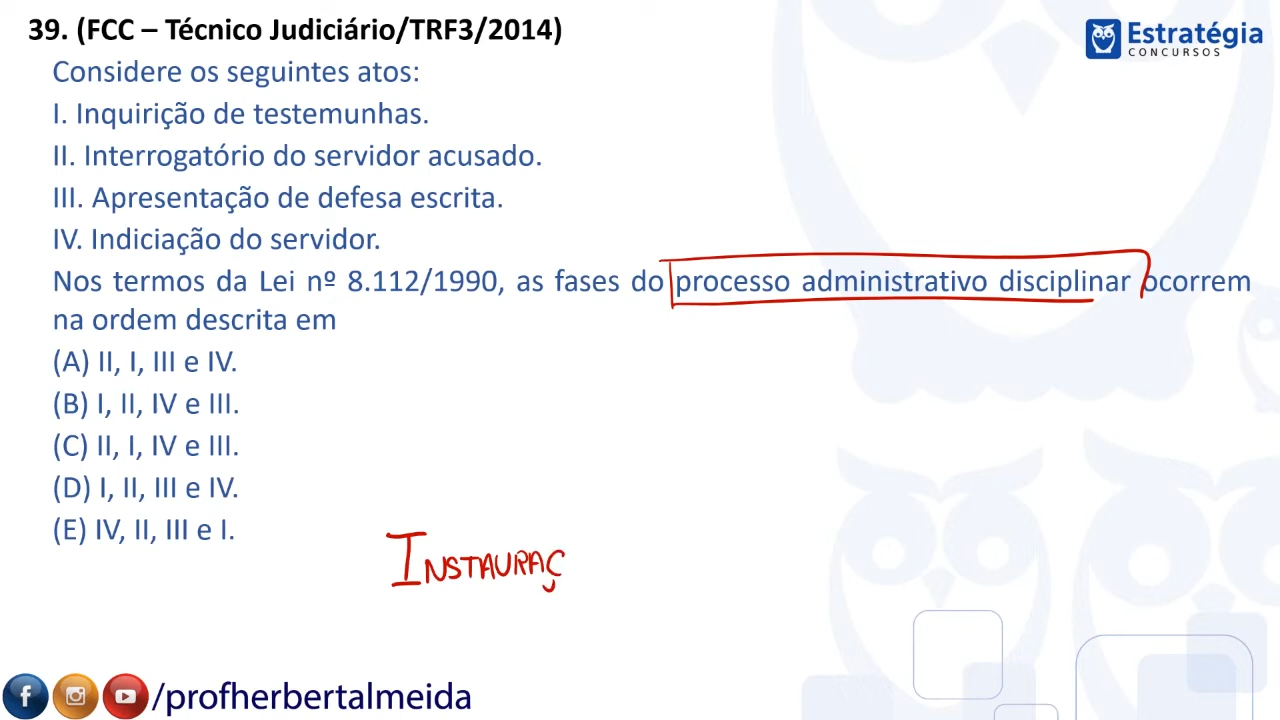 39. (FCC – Técnico Judiciário/TRF3/2014)
Estratégia
CONCURSOS
Considere os seguintes atos:
I. Inquirição de testemunhas.
II. Interrogatório do servidor acusado.
III. Apresentação de defesa escrita.
IV. Indiciação do servidor.
Nos termos da Lei nº 8.112/1990, as fases do processo administrativo disciplinar ocorrem
na ordem descrita em
(A) II, I, III e IV.
(B) I, II, IV e III.
(C) II, I, IV e III.
(D) I, II, III e IV.
(E) IV, II, III e I.
INSTAURAÇ
/profherbertalmeida